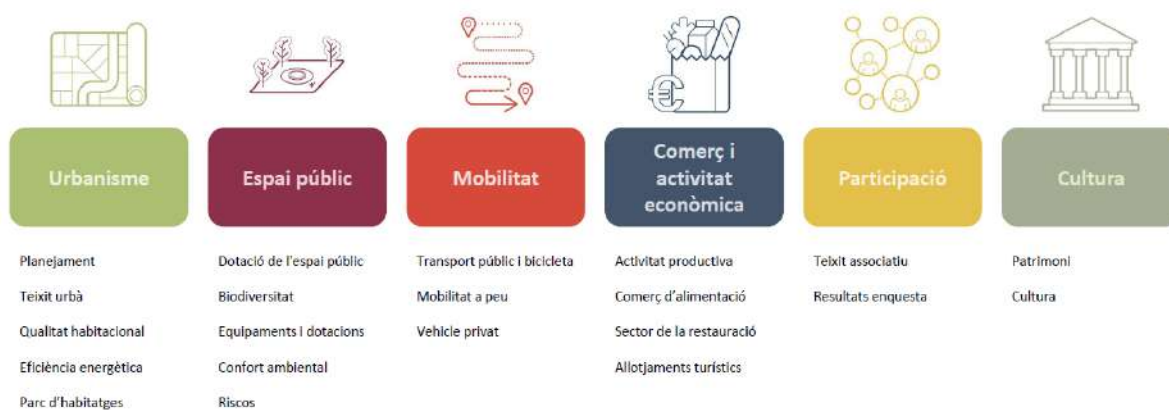 Urbanisme
Planejament
Teixit urbà
Qualitat habitacional
Eficiència energètica
Parc d'habitatges
Espai públic
Dotació de l'espai públic
Biodiversitat
Equipaments i dotacions
Confort ambiental
Riscos
Mobilitat
Transport públic i bicicleta
Mobilitat a peu
Vehicle privat
Comerç i
activitat
econòmica
Activitat productiva
Comerç d'alimentació
Sector de la restauració
Allotjaments turístics
Participació
Teixit associatiu
Resultats enquesta
Cultura
Patrimoni
Cultura